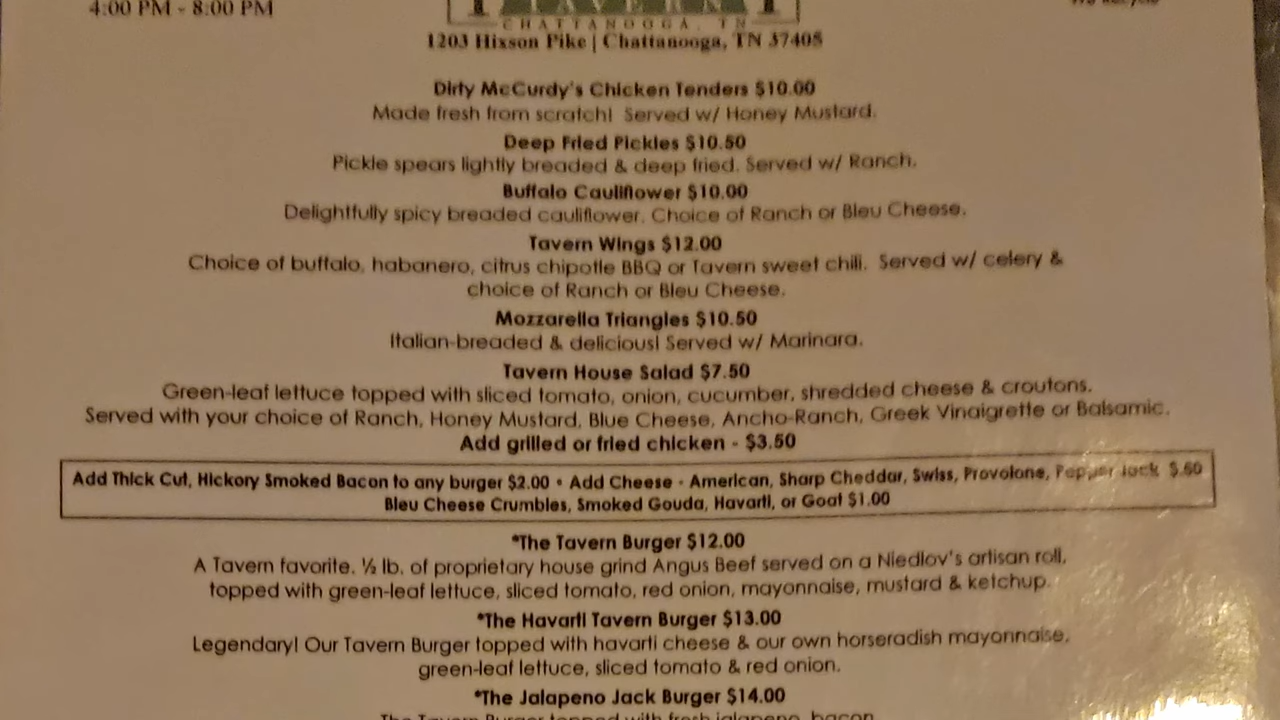 4:00 PM - 8:00 PM
TAVERN
CHATTANOOGA, TN
1203 Hixson Pike | Chattanooga, TN 37405
Dirty McCurdy's Chicken Tenders $10.00
Made fresh from scratch! Served w/ Honey Mustard.
Deep Fried Pickles $10.50
Pickle spears lightly breaded & deep fried. Served w/ Ranch.
Buffalo Cauliflower $10.00
Delightfully spicy breaded cauliflower. Choice of Ranch or Bleu Cheese.
Tavern Wings $12.00
Choice of buffalo, habanero, citrus chipotle BBQ or Tavern sweet chili. Served w/ celery &
choice of Ranch or Bleu Cheese.
Mozzarella Triangles $10.50
Italian-breaded & delicious! Served w/ Marinara.
Tavern House Salad $7.50
Green-leaf lettuce topped with sliced tomato, onion, cucumber, shredded cheese & croutons.
Served with your choice of Ranch, Honey Mustard, Blue Cheese, Ancho-Ranch, Greek Vinaigrette or Balsamic.
Add grilled or fried chicken - $3.50
Add Thick Cut, Hickory Smoked Bacon to any burger $2.00 • Add Cheese - American, Sharp Cheddar, Swiss, Provolone, Pepper Jack $.50
Bleu Cheese Crumbles, Smoked Gouda, Havarti, or Goat $1.00
*The Tavern Burger $12.00
A Tavern favorite. ½ lb. of proprietary house grind Angus Beef served on a Niedlov's artisan roll,
topped with green-leaf lettuce, sliced tomato, red onion, mayonnaise, mustard & ketchup.
*The Havarti Tavern Burger $13.00
Legendary! Our Tavern Burger topped with havarti cheese & our own horseradish mayonnaise,
green-leaf lettuce, sliced tomato & red onion.
*The Jalapeno Jack Burger $14.00
The Tavern Burger topped with fresh jalapeno, bacon